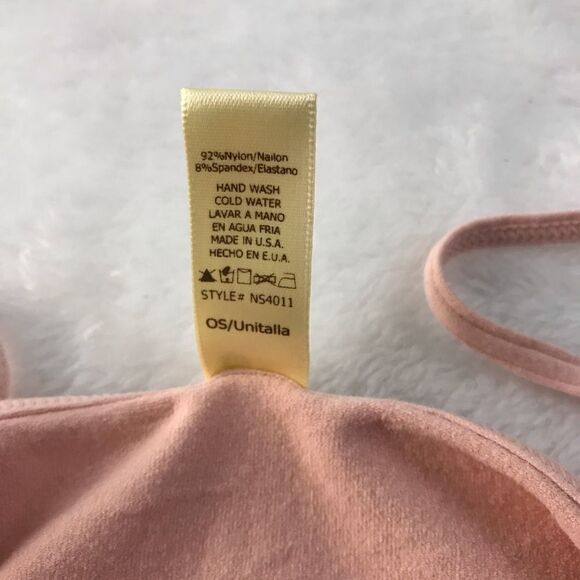 92%Nylon/Nailon
8%Spandex/Elastano
HAND WASH
COLD WATER
LAVAR A MANO
EN AGUA FRIA
MADE IN U.S.A.
HECHO EN E.U.A.
STYLE# NS4011
OS/Unitalla